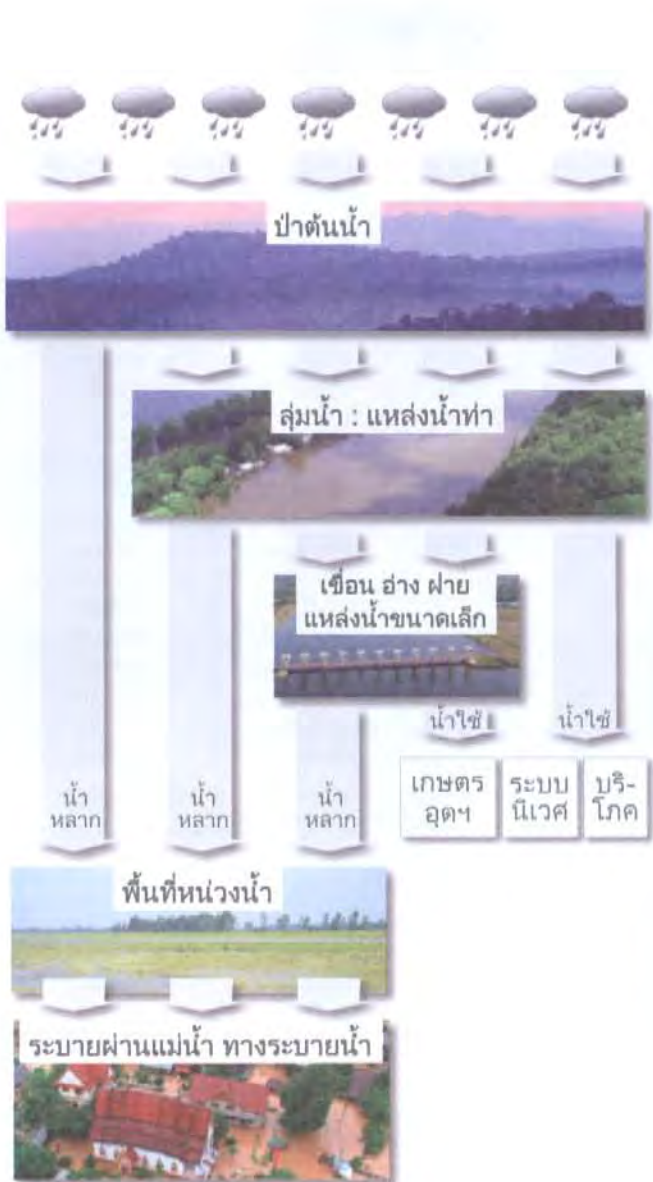 ป่าต้นน้ำ
ลุ่มน้ำ : แหล่งน้ำท่า
เขื่อน อ่าง ฝาย
แหล่งน้ำขนาดเล็ก
น้ำใช้
น้ำใช้
เกษตร
อุตฯ
ระบบ
นิเวศ
บริ-
โภค
น้ำ
หลาก
น้ำ
หลาก
น้ำ
หลาก
พื้นที่หน่วงน้ำ
ระบายผ่านแม่น้ำ ทางระบายน้ำ